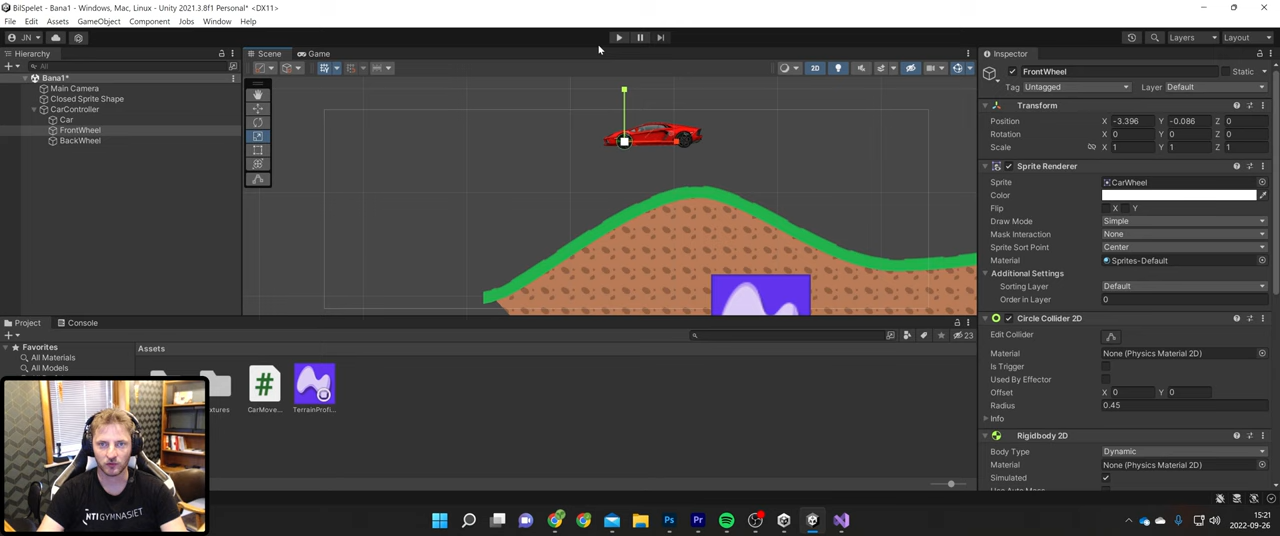 BilSpelet - Bana1 - Windows, Mac, Linux - Unity 2021.3.8f1 Personal* <DX11>
File Edit Assets GameObject Component Jobs Window Help
JN Layers Layout
Hierarchy Scene Game Inspector
All 2D FrontWheel Static
Bana1* Tag Untagged Layer Default
Main Camera
Closed Sprite Shape Transform
CarController Position X -3.396 Y -0.086 Z 0
Car Rotation X 0 Y 0 Z 0
FrontWheel Scale X 1 Y 1 Z 1
BackWheel
Sprite Renderer
Sprite CarWheel
Color
Flip X Y
Draw Mode Simple
Mask Interaction None
Sprite Sort Point Center
Material Sprites-Default
Additional Settings
Sorting Layer Default
Order in Layer 0
Circle Collider 2D
Project Console
Edit Collider
23
Favorites Assets
Material None (Physics Material 2D)
All Materials Is Trigger
All Models Used By Effector
Offset X 0 Y 0
Radius 0.45
extures CarMove... TerrainProfi...
Info
Rigidbody 2D
Body Type Dynamic
Material None (Physics Material 2D)
Simulated
NTIGYMNASIET
15:21
2022-09-26